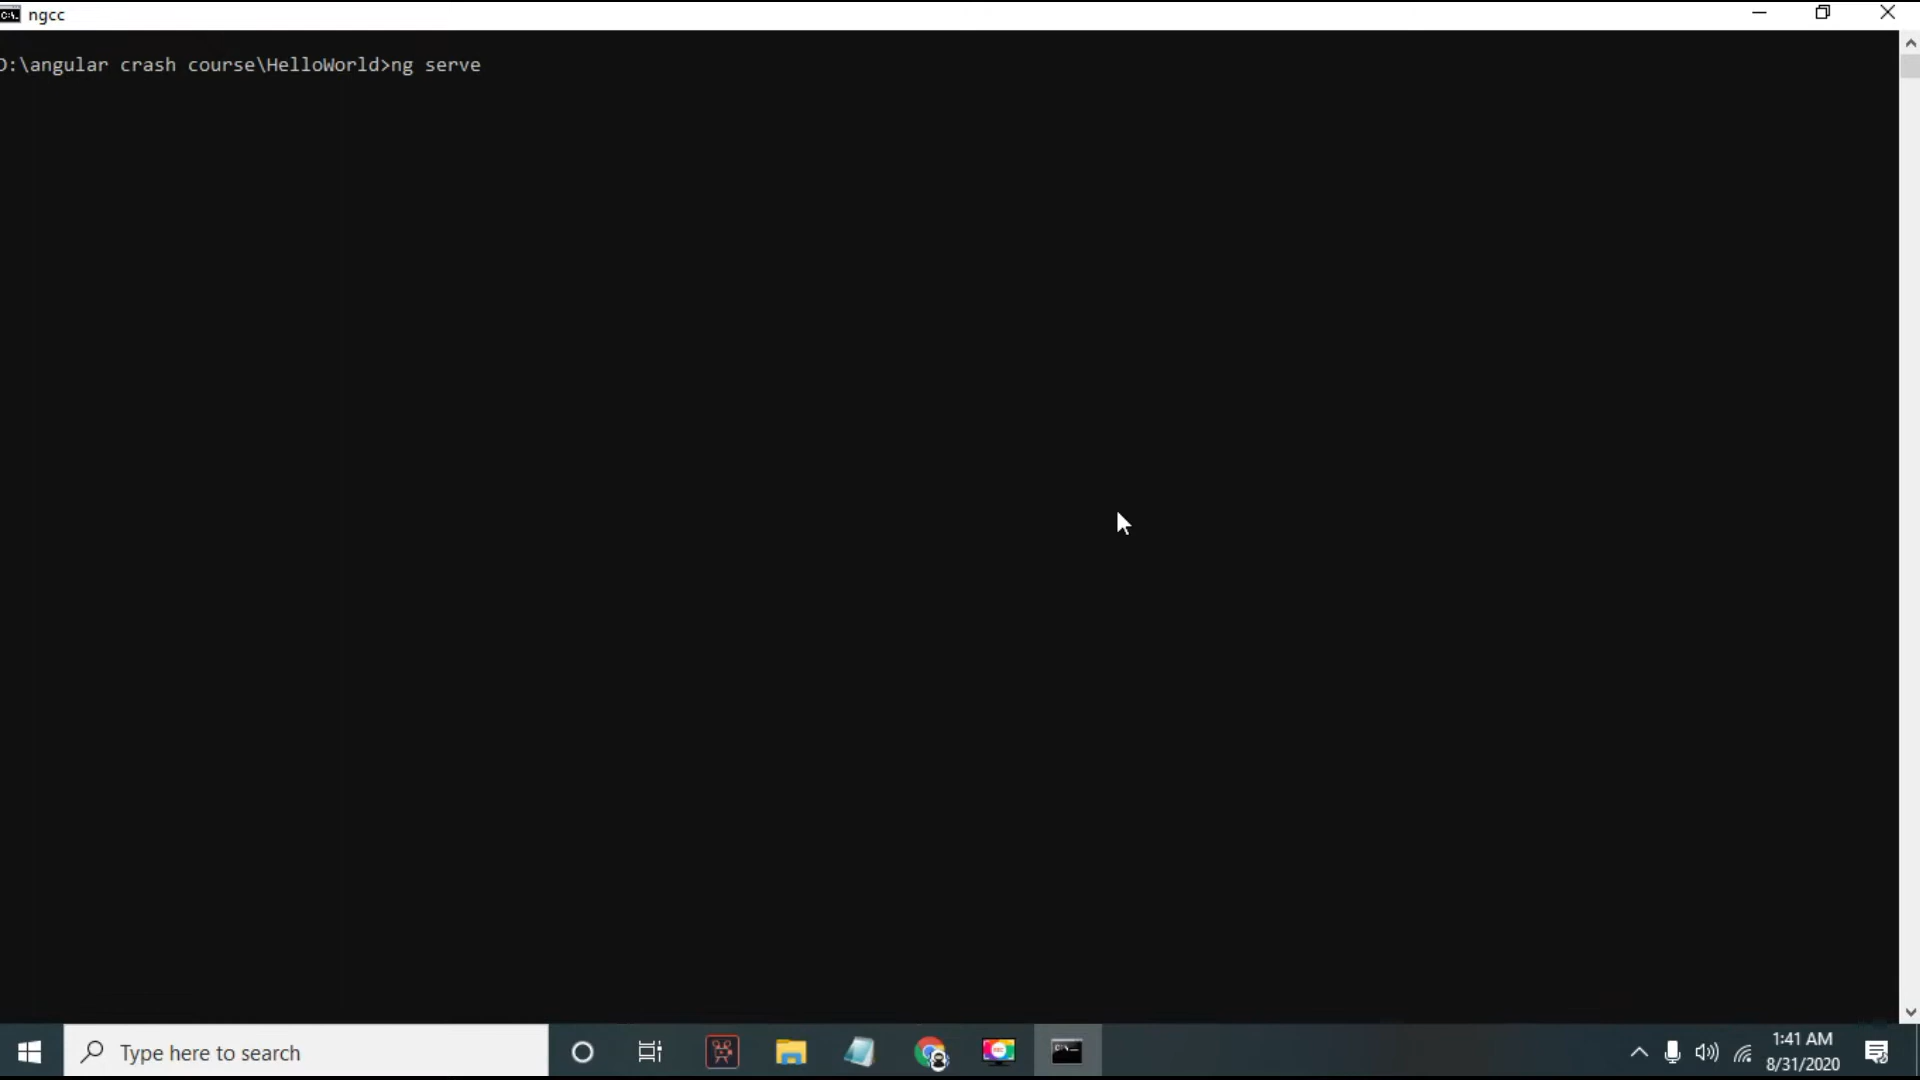 ngcc
D:\angular crash course\HelloWorld>ng serve
Type here to search
1:41 AM
8/31/2020